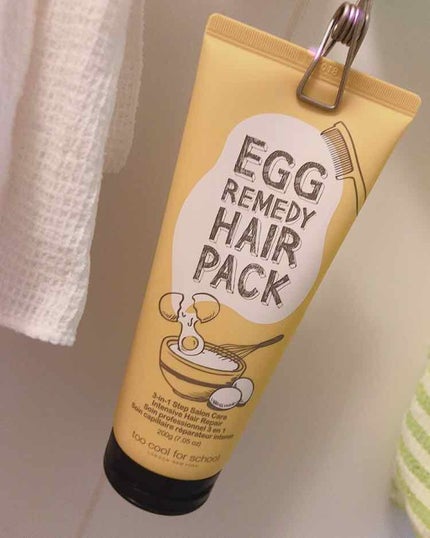 EGG
REMEDY
HAIR
PACK
3-in-1 Step Salon Care
Intensive Hair Repair
Soin professionnel 3 en 1
Soin capillaire réparateur intensif
200g (7.05 oz)
too cool for school